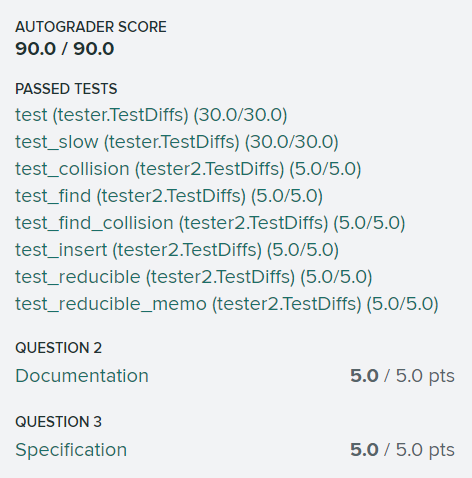 AUTOGRADER SCORE
90.0 / 90.0
PASSED TESTS
test (tester.TestDiffs) (30.0/30.0)
test_slow (tester.TestDiffs) (30.0/30.0)
test_collision (tester2.TestDiffs) (5.0/5.0)
test_find (tester2.TestDiffs) (5.0/5.0)
test_find_collision (tester2.TestDiffs) (5.0/5.0)
test_insert (tester2.TestDiffs) (5.0/5.0)
test_reducible (tester2.TestDiffs) (5.0/5.0)
test_reducible_memo (tester2.TestDiffs) (5.0/5.0)
QUESTION 2
Documentation 5.0 / 5.0 pts
QUESTION 3
Specification 5.0 / 5.0 pts